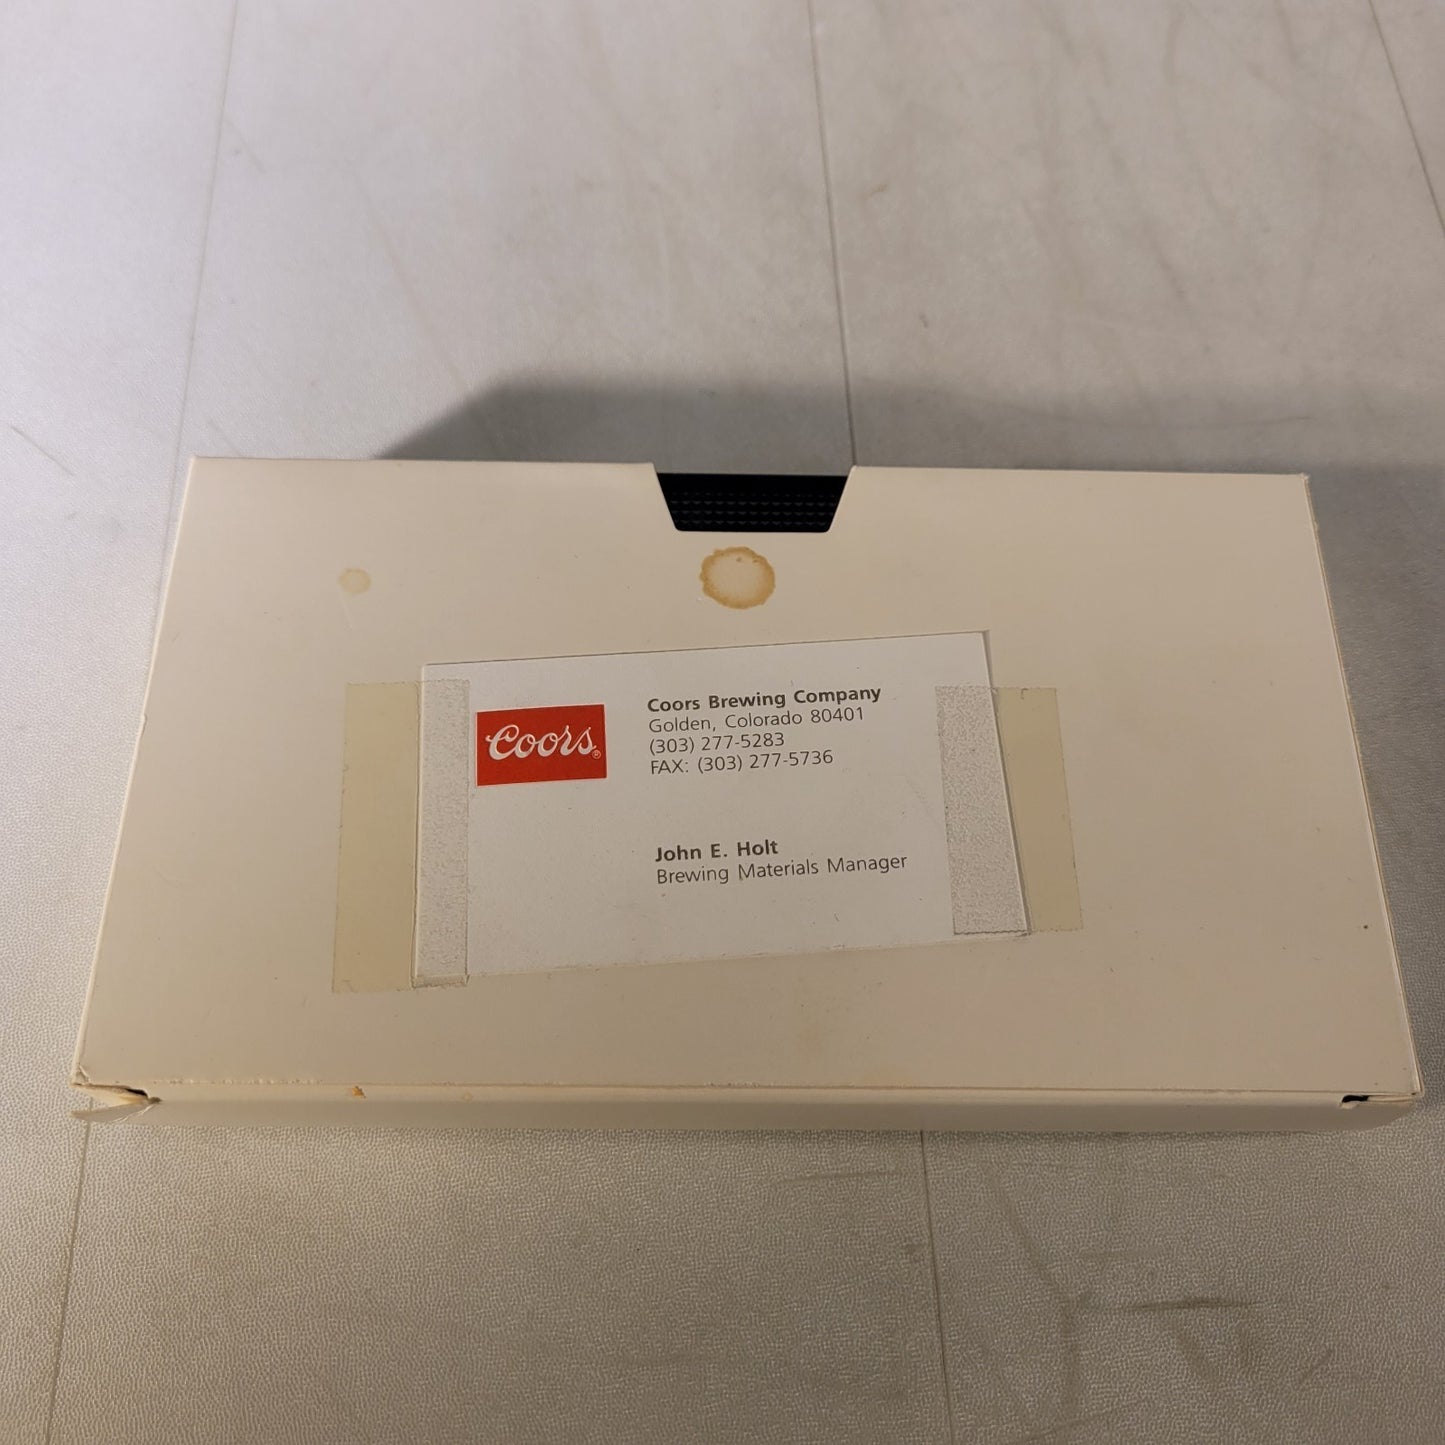 Coors®
Coors Brewing Company
Golden, Colorado 80401
(303) 277-5283
FAX: (303) 277-5736
John E. Holt
Brewing Materials Manager